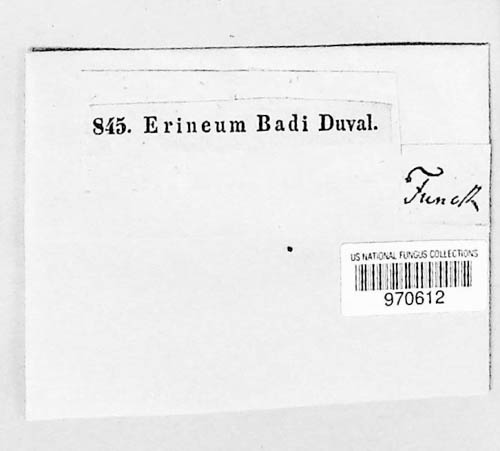 845. Erineum Badi Duval.
Funck
US NATIONAL FUNGUS COLLECTIONS
970612